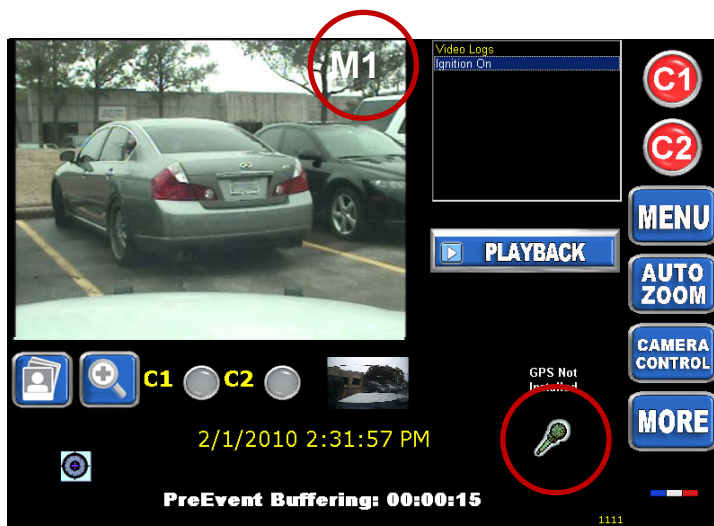 M1
Video Logs
Ignition On
C1
C2
MENU
PLAYBACK
AUTO
ZOOM
CAMERA
CONTROL
C1
C2
GPS Not
Installed
MORE
2/1/2010 2:31:57 PM
PreEvent Buffering: 00:00:15
1111